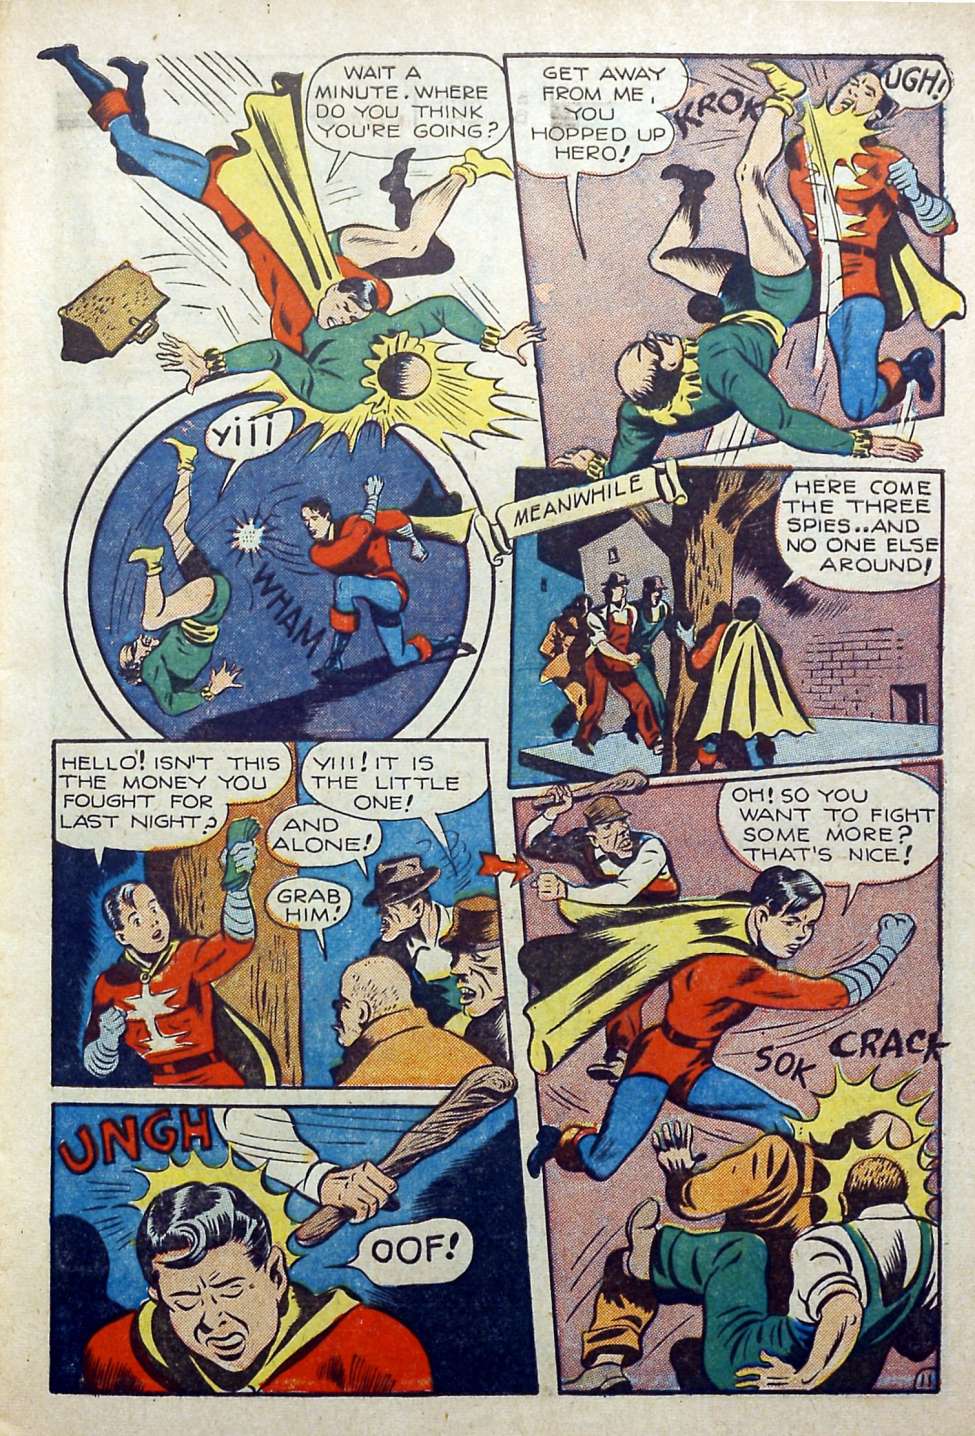 WAIT A
MINUTE. WHERE
DO YOU THINK
YOU'RE GOING?
GET AWAY
FROM ME,
YOU
HOPPED UP
HERO!
KROK
UGH!
YIII
WHAM
MEANWHILE
HERE COME
THE THREE
SPIES..AND
NO ONE ELSE
AROUND!
HELLO! ISN'T THIS
THE MONEY YOU
FOUGHT FOR
LAST NIGHT?
YIII! IT IS
THE LITTLE
ONE!
AND
ALONE!
GRAB
HIM!
OH! SO YOU
WANT TO FIGHT
SOME MORE?
THAT'S NICE!
SOK
CRACK
UNGH
OOF!
11